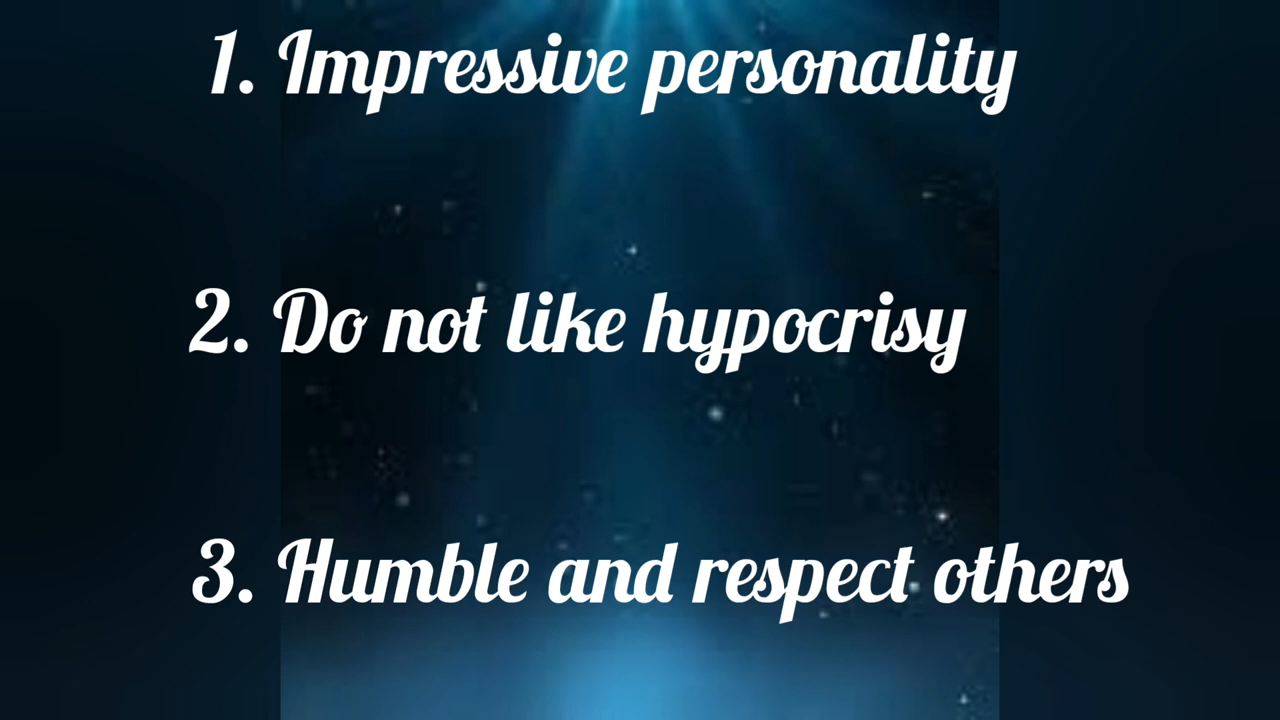 1. Impressive personality
2. Do not like hypocrisy
3. Humble and respect others